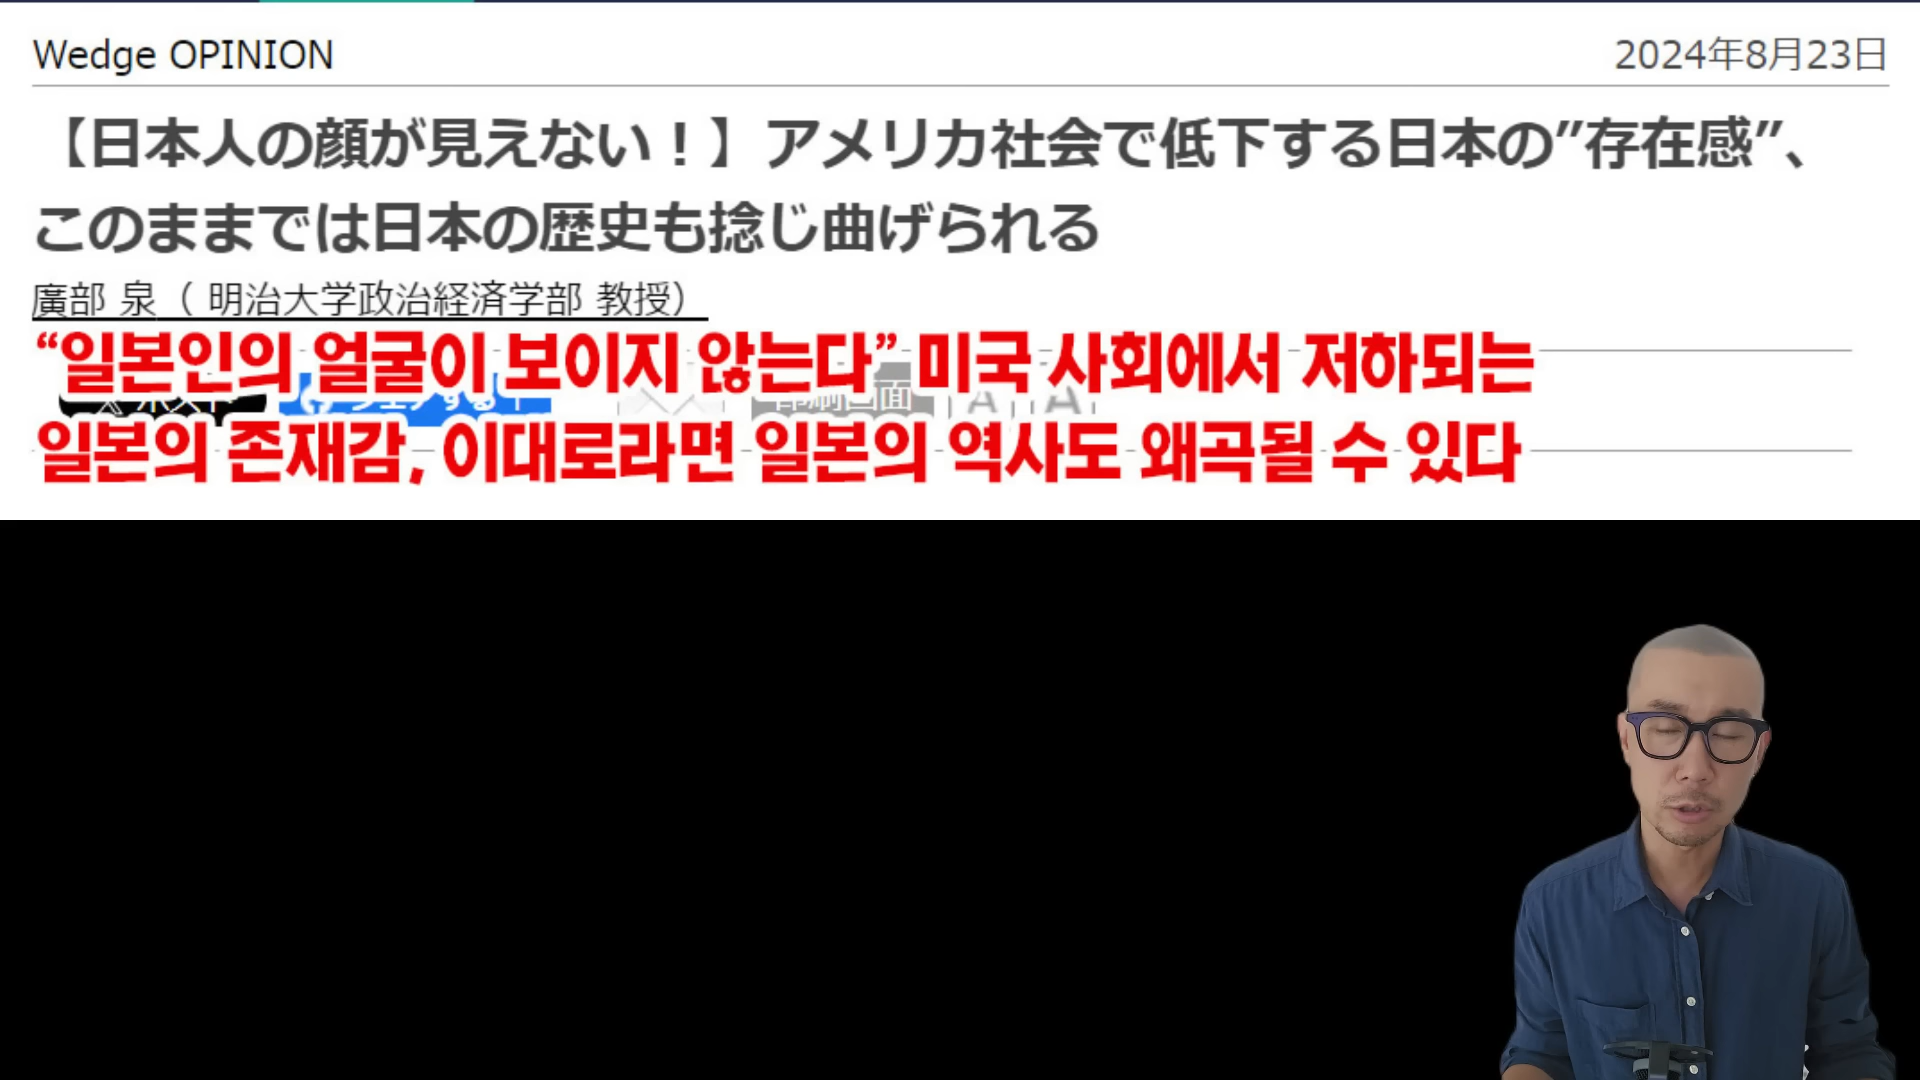 Wedge OPINION
2024年8月23日
【日本人の顔が見えない！】アメリカ社会で低下する日本の”存在感”、
このままでは日本の歴史も捻じ曲げられる
廣部 泉（ 明治大学政治経済学部 教授）
“일본인의 얼굴이 보이지 않는다” 미국 사회에서 저하되는
일본의 존재감, 이대로라면 일본의 역사도 왜곡될 수 있다